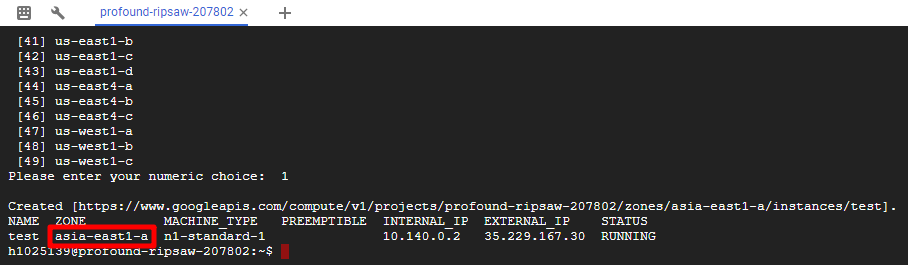 profound-ripsaw-207802 × +
[41] us-east1-b
[42] us-east1-c
[43] us-east1-d
[44] us-east4-a
[45] us-east4-b
[46] us-east4-c
[47] us-west1-a
[48] us-west1-b
[49] us-west1-c
Please enter your numeric choice:  1
Created [https://www.googleapis.com/compute/v1/projects/profound-ripsaw-207802/zones/asia-east1-a/instances/test].
NAME  ZONE          MACHINE_TYPE   PREEMPTIBLE  INTERNAL_IP  EXTERNAL_IP    STATUS
test  asia-east1-a  n1-standard-1               10.140.0.2   35.229.167.30  RUNNING
h1025139@profound-ripsaw-207802:~$